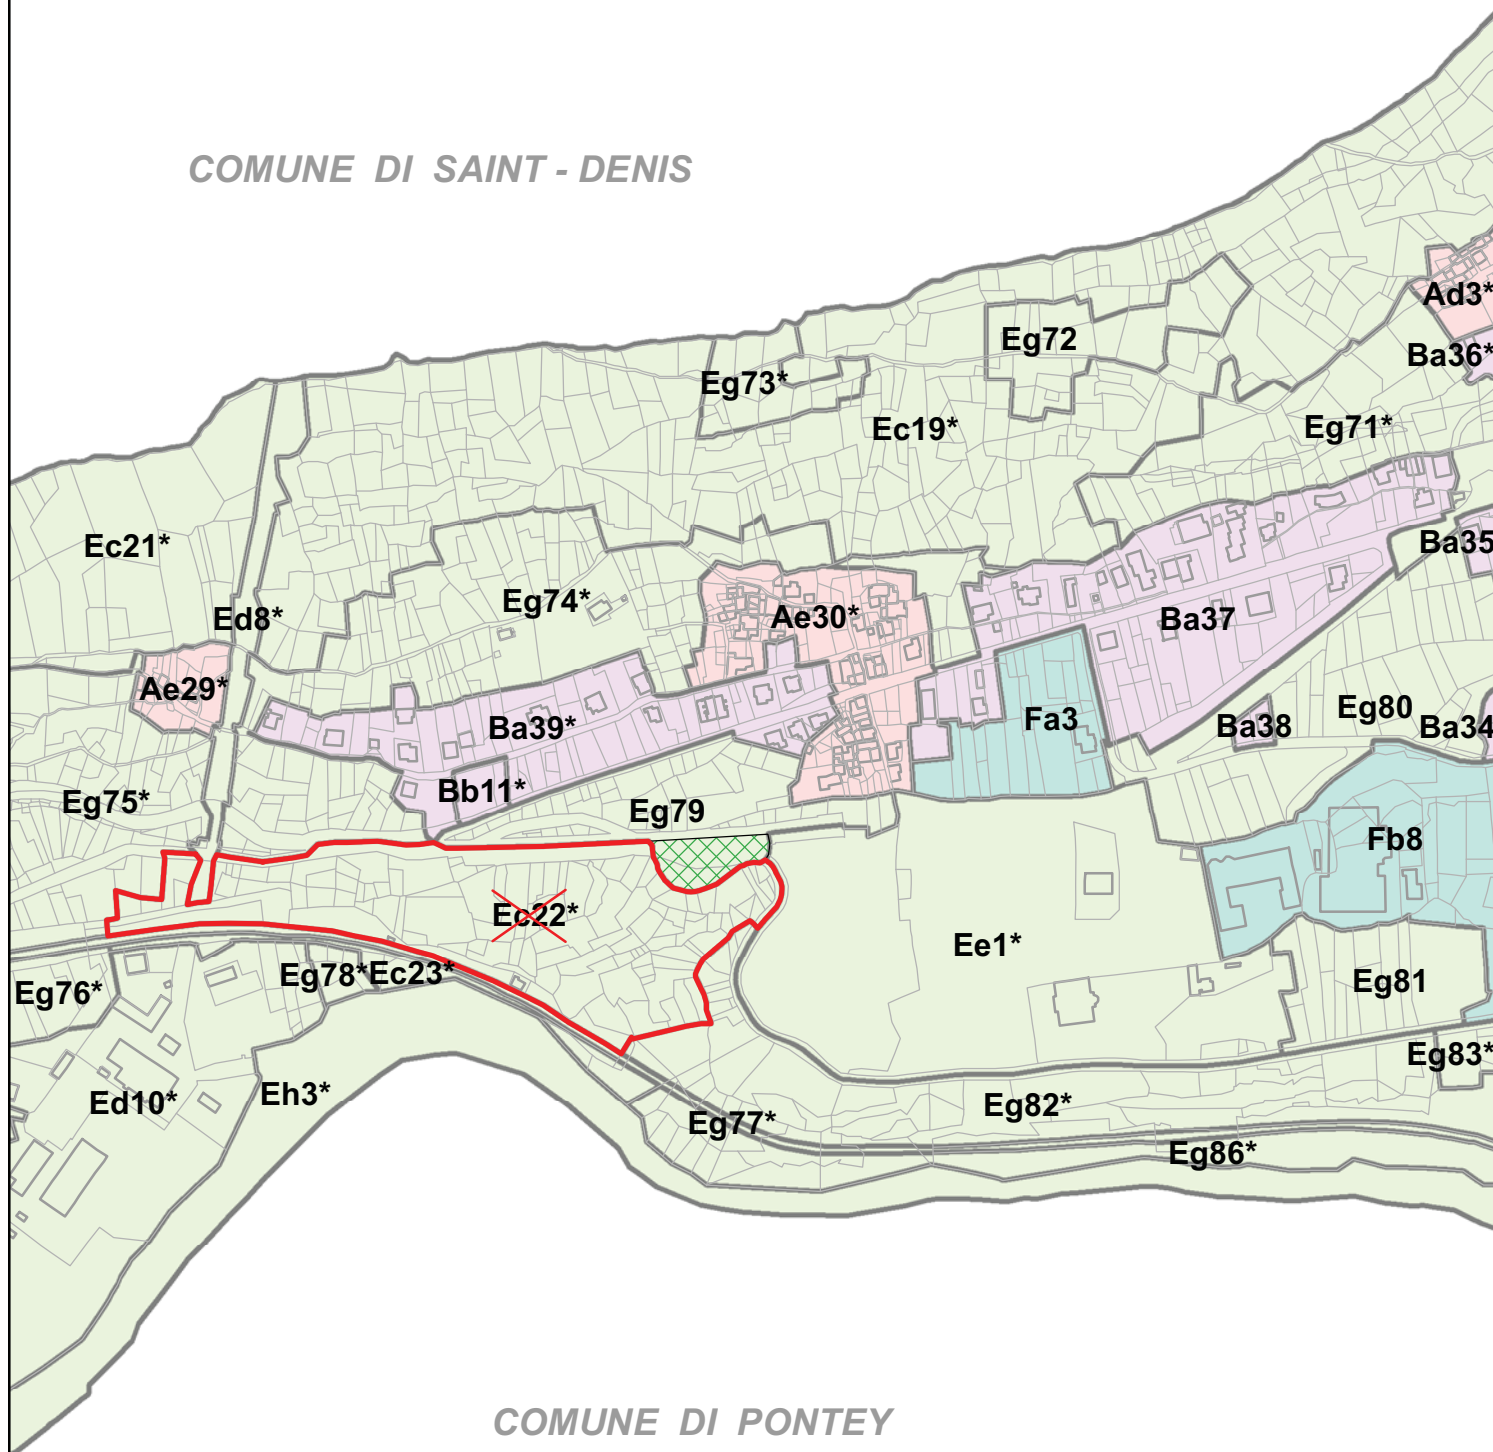 COMUNE DI SAINT - DENIS
Ad3*
Eg72
Ba36*
Eg73*
Ec19*
Eg71*
Ec21*
Ba35
Eg74*
Ed8*
Ae30*
Ba37
Ae29*
Eg80
Fa3
Ba38
Ba34
Ba39*
Bb11*
Eg75*
Eg79
Fb8
Ec22*
Ee1*
Eg78*
Ec23*
Eg81
Eg76*
Eg83*
Eh3*
Ed10*
Eg82*
Eg77*
Eg86*
COMUNE DI PONTEY